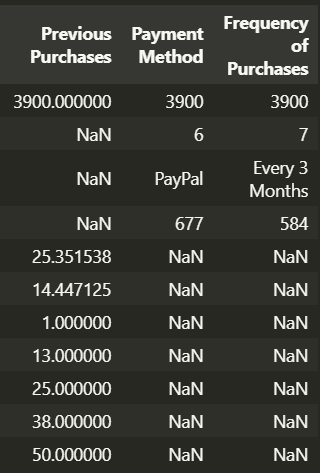 Previous Purchases Payment Method Frequency of Purchases
3900.000000 3900 3900
NaN 6 7
NaN PayPal Every 3 Months
NaN 677 584
25.351538 NaN NaN
14.447125 NaN NaN
1.000000 NaN NaN
13.000000 NaN NaN
25.000000 NaN NaN
38.000000 NaN NaN
50.000000 NaN NaN